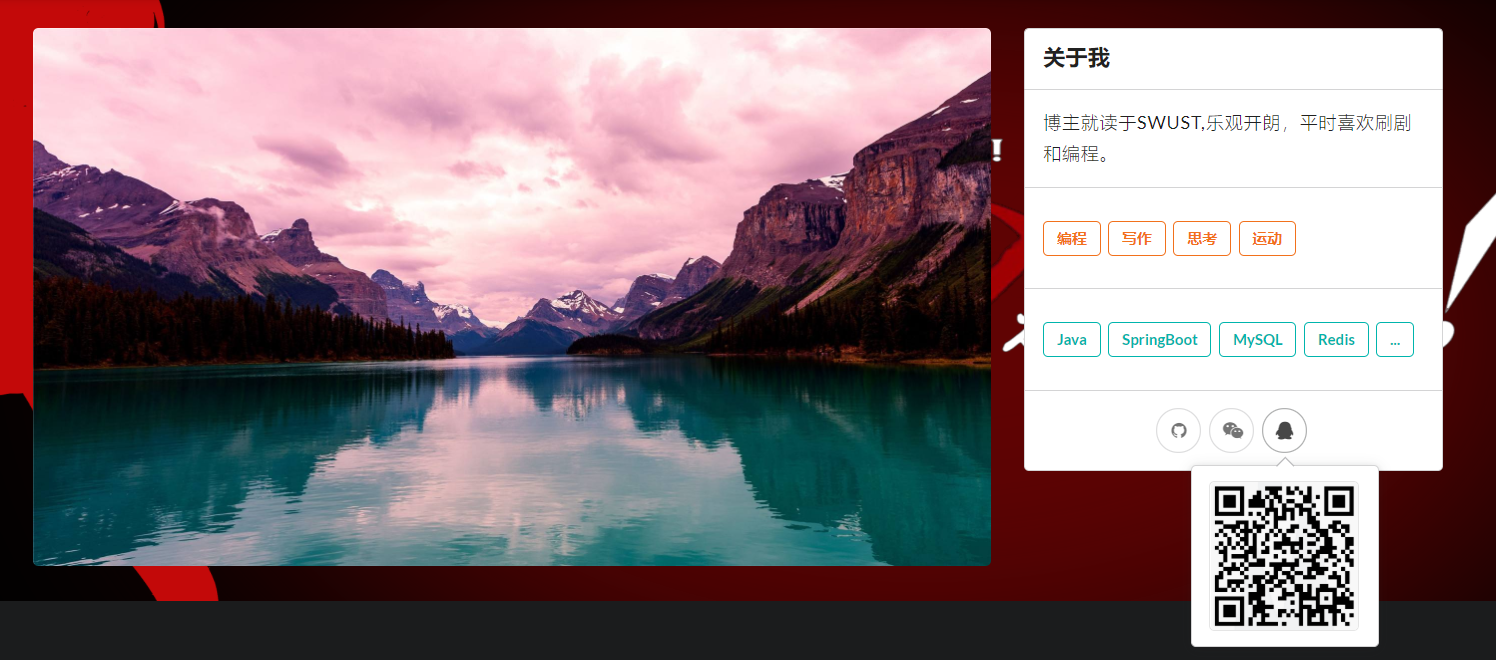 关于我
博主就读于SWUST,乐观开朗，平时喜欢刷剧
和编程。
编程 写作 思考 运动
Java SpringBoot MySQL Redis ...